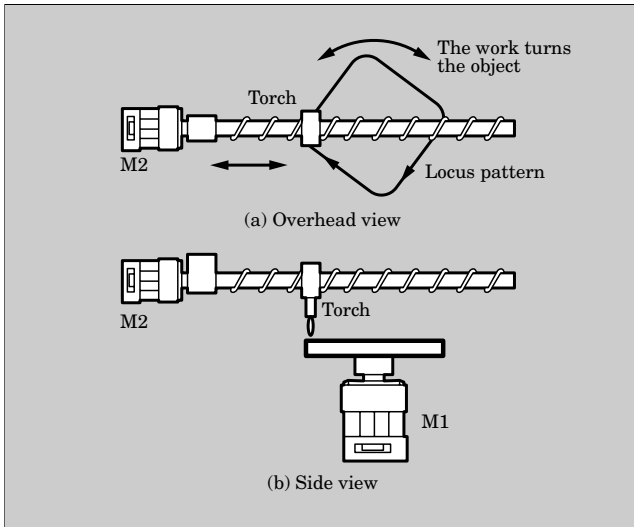 The work turns
the object
Torch
M2
Locus pattern
(a) Overhead view
M2
Torch
M1
(b) Side view